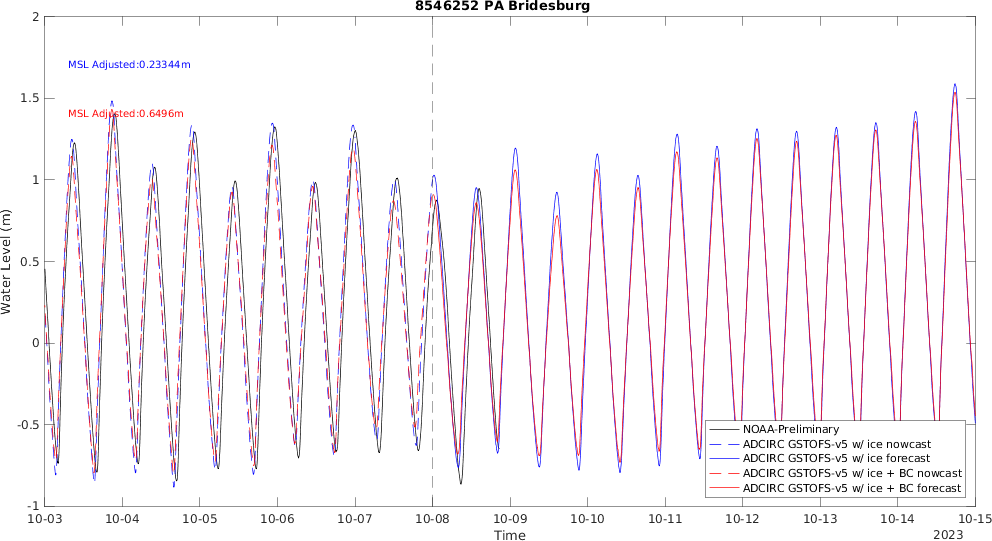 8546252 PA Bridesburg
2
1.5
1
0.5
0
-0.5
-1
Water Level (m)
MSL Adjusted:0.23344m
MSL Adjusted:0.6496m
NOAA-Preliminary
ADCIRC GSTOFS-v5 w/ ice nowcast
ADCIRC GSTOFS-v5 w/ ice forecast
ADCIRC GSTOFS-v5 w/ ice + BC nowcast
ADCIRC GSTOFS-v5 w/ ice + BC forecast
10-03 10-04 10-05 10-06 10-07 10-08 10-09 10-10 10-11 10-12 10-13 10-14 10-15
Time
2023